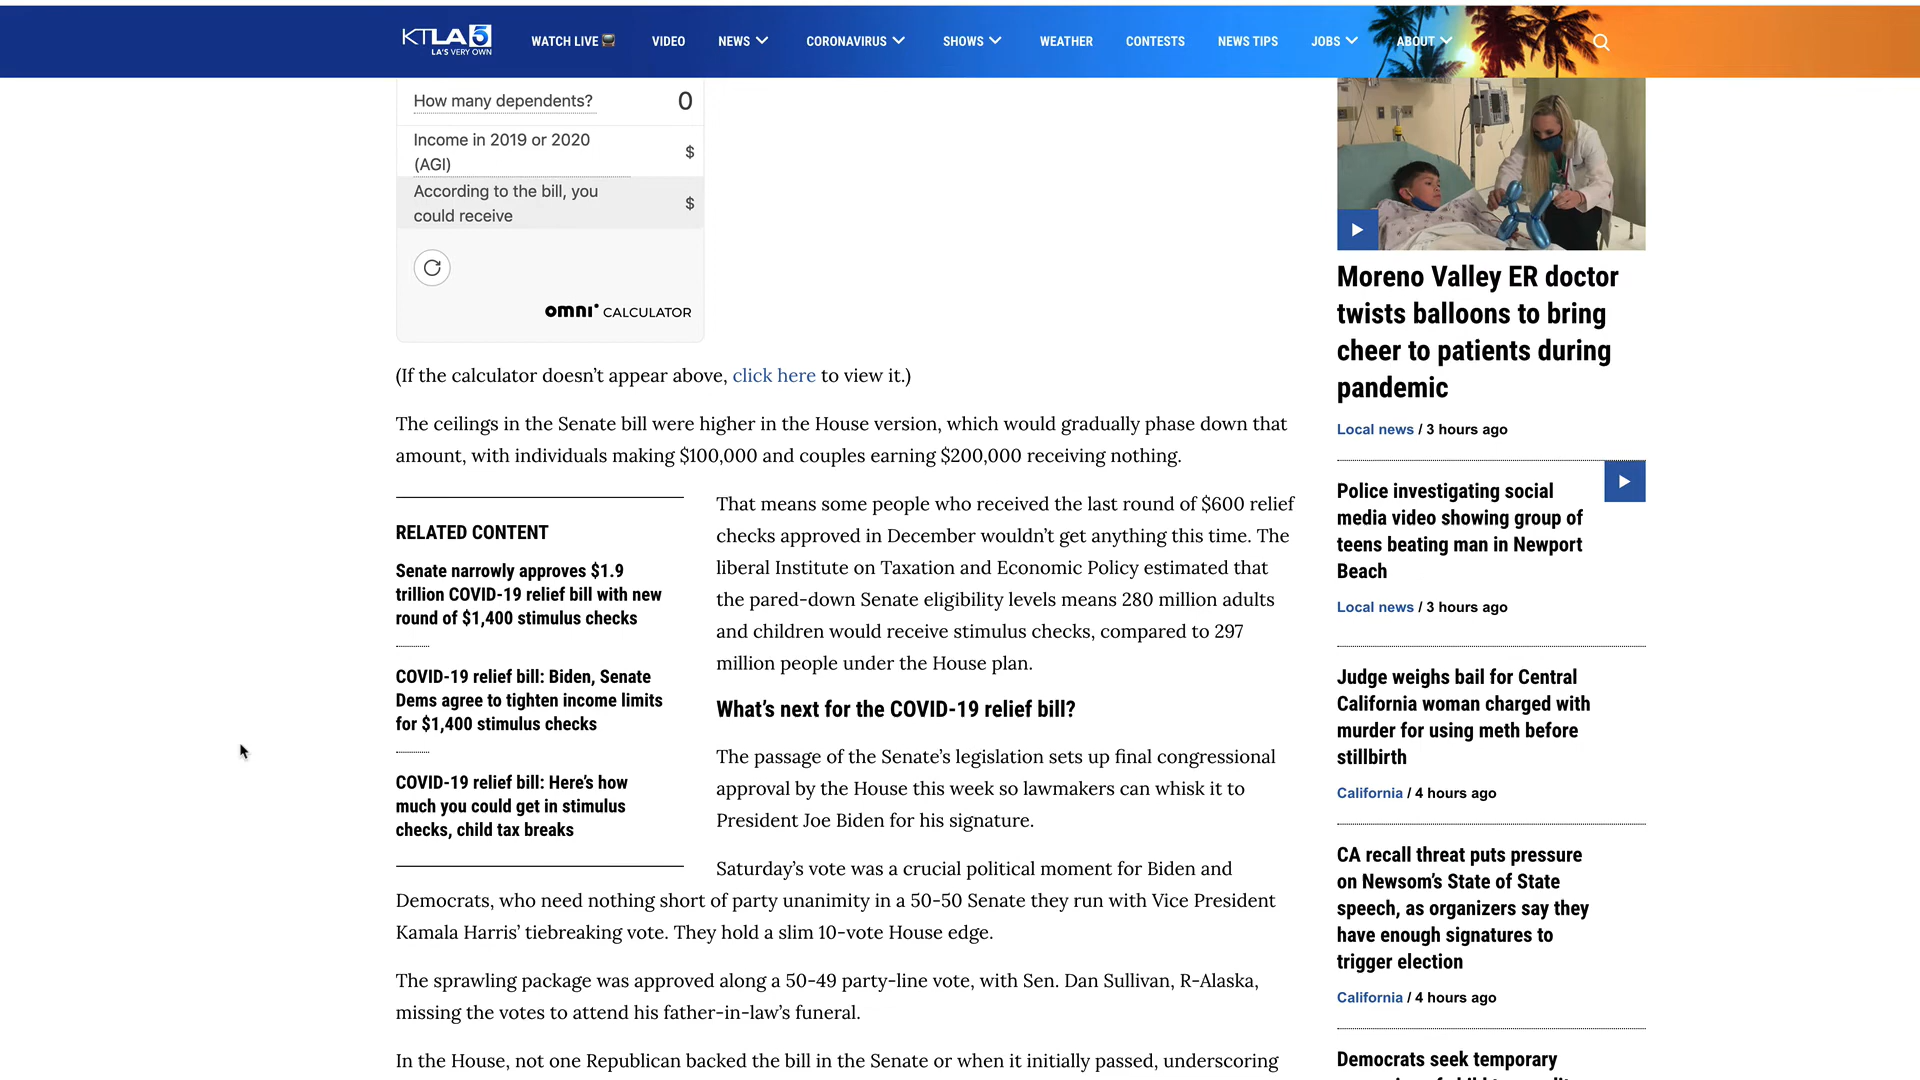 KTLA 5
LA'S VERY OWN
WATCH LIVE
VIDEO
NEWS
CORONAVIRUS
SHOWS
WEATHER
CONTESTS
NEWS TIPS
JOBS
ABOUT
How many dependents? 0
Income in 2019 or 2020
(AGI) $
According to the bill, you
could receive $
omni CALCULATOR
(If the calculator doesn’t appear above, click here to view it.)
The ceilings in the Senate bill were higher in the House version, which would gradually phase down that
amount, with individuals making $100,000 and couples earning $200,000 receiving nothing.
RELATED CONTENT
Senate narrowly approves $1.9
trillion COVID-19 relief bill with new
round of $1,400 stimulus checks
COVID-19 relief bill: Biden, Senate
Dems agree to tighten income limits
for $1,400 stimulus checks
COVID-19 relief bill: Here’s how
much you could get in stimulus
checks, child tax breaks
That means some people who received the last round of $600 relief
checks approved in December wouldn’t get anything this time. The
liberal Institute on Taxation and Economic Policy estimated that
the pared-down Senate eligibility levels means 280 million adults
and children would receive stimulus checks, compared to 297
million people under the House plan.
What’s next for the COVID-19 relief bill?
The passage of the Senate’s legislation sets up final congressional
approval by the House this week so lawmakers can whisk it to
President Joe Biden for his signature.
Saturday’s vote was a crucial political moment for Biden and
Democrats, who need nothing short of party unanimity in a 50-50 Senate they run with Vice President
Kamala Harris’ tiebreaking vote. They hold a slim 10-vote House edge.
The sprawling package was approved along a 50-49 party-line vote, with Sen. Dan Sullivan, R-Alaska,
missing the votes to attend his father-in-law’s funeral.
In the House, not one Republican backed the bill in the Senate or when it initially passed, underscoring
Moreno Valley ER doctor
twists balloons to bring
cheer to patients during
pandemic
Local news / 3 hours ago
Police investigating social
media video showing group of
teens beating man in Newport
Beach
Local news / 3 hours ago
Judge weighs bail for Central
California woman charged with
murder for using meth before
stillbirth
California / 4 hours ago
CA recall threat puts pressure
on Newsom’s State of State
speech, as organizers say they
have enough signatures to
trigger election
California / 4 hours ago
Democrats seek temporary